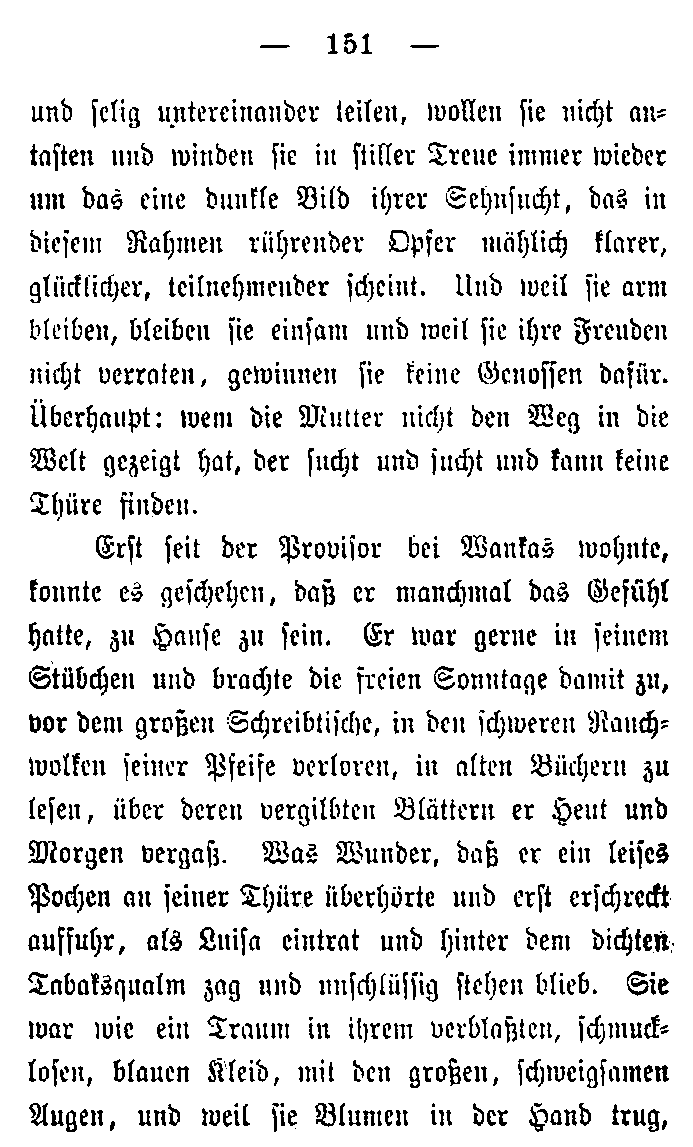 — 151 —
und selig untereinander teilen, wollen sie nicht an-
tasten und winden sie in stiller Treue immer wieder
um das eine dunkle Bild ihrer Sehnsucht, das in
diesem Rahmen rührender Opfer mählich klarer,
glücklicher, teilnehmender scheint. Und weil sie arm
bleiben, bleiben sie einsam und weil sie ihre Freuden
nicht verraten, gewinnen sie keine Genossen dafür.
Überhaupt: wem die Mutter nicht den Weg in die
Welt gezeigt hat, der sucht und sucht und kann keine
Thüre finden.
Erst seit der Provisor bei Wankas wohnte,
konnte es geschehen, daß er manchmal das Gefühl
hatte, zu Hause zu sein. Er war gerne in seinem
Stübchen und brachte die freien Sonntage damit zu,
vor dem großen Schreibtische, in den schweren Rauch-
wolken seiner Pfeife verloren, in alten Büchern zu
lesen, über deren vergilbten Blättern er Heut und
Morgen vergaß. Was Wunder, daß er ein leises
Pochen an seiner Thüre überhörte und erst erschreckt
auffuhr, als Luisa eintrat und hinter dem dichten
Tabaksqualm zag und unschlüssig stehen blieb. Sie
war wie ein Traum in ihrem verblaßten, schmuck-
losen, blauen Kleid, mit den großen, schweigsamen
Augen, und weil sie Blumen in der Hand trug,